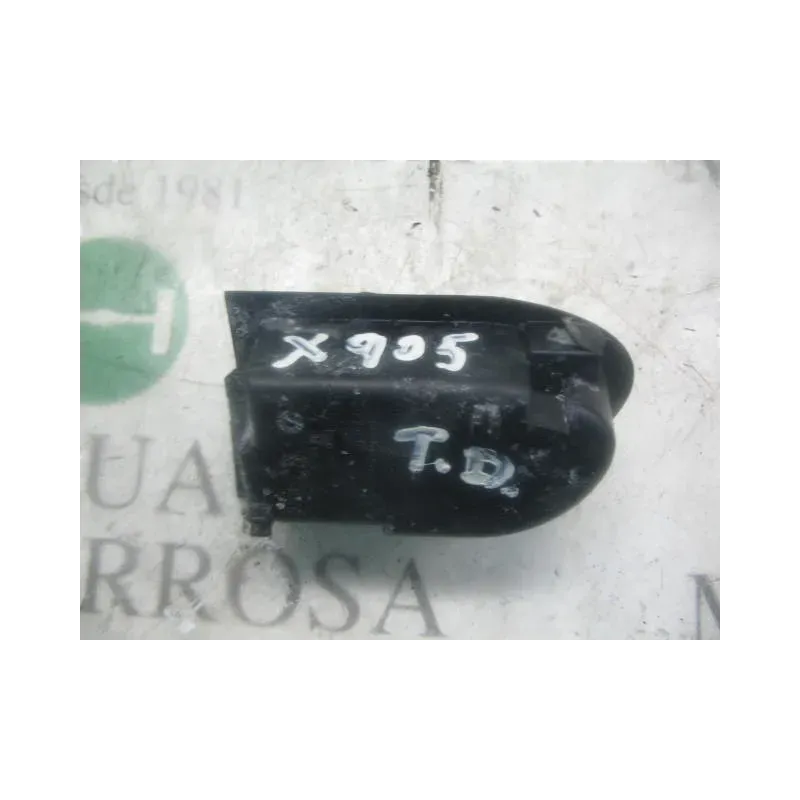 sde 1981
X905
T.D.
UA
RROSA